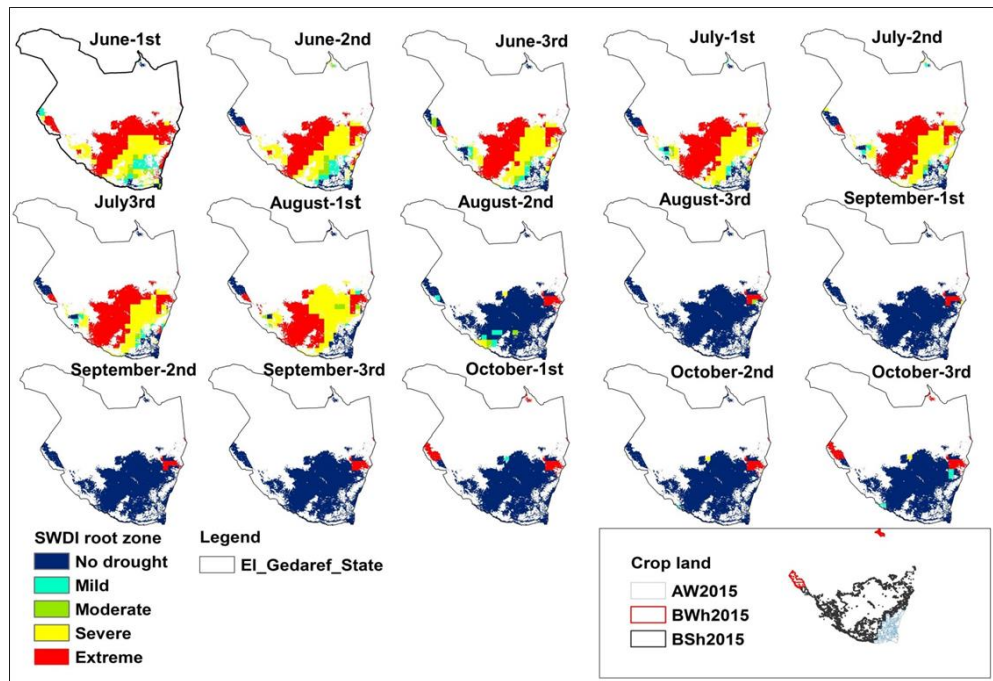 June-1st
June-2nd
June-3rd
July-1st
July-2nd
July3rd
August-1st
August-2nd
August-3rd
September-1st
September-2nd
September-3rd
October-1st
October-2nd
October-3rd
SWDI root zone
No drought
Mild
Moderate
Severe
Extreme
Legend
El_Gedaref_State
Crop land
AW2015
BWh2015
BSh2015